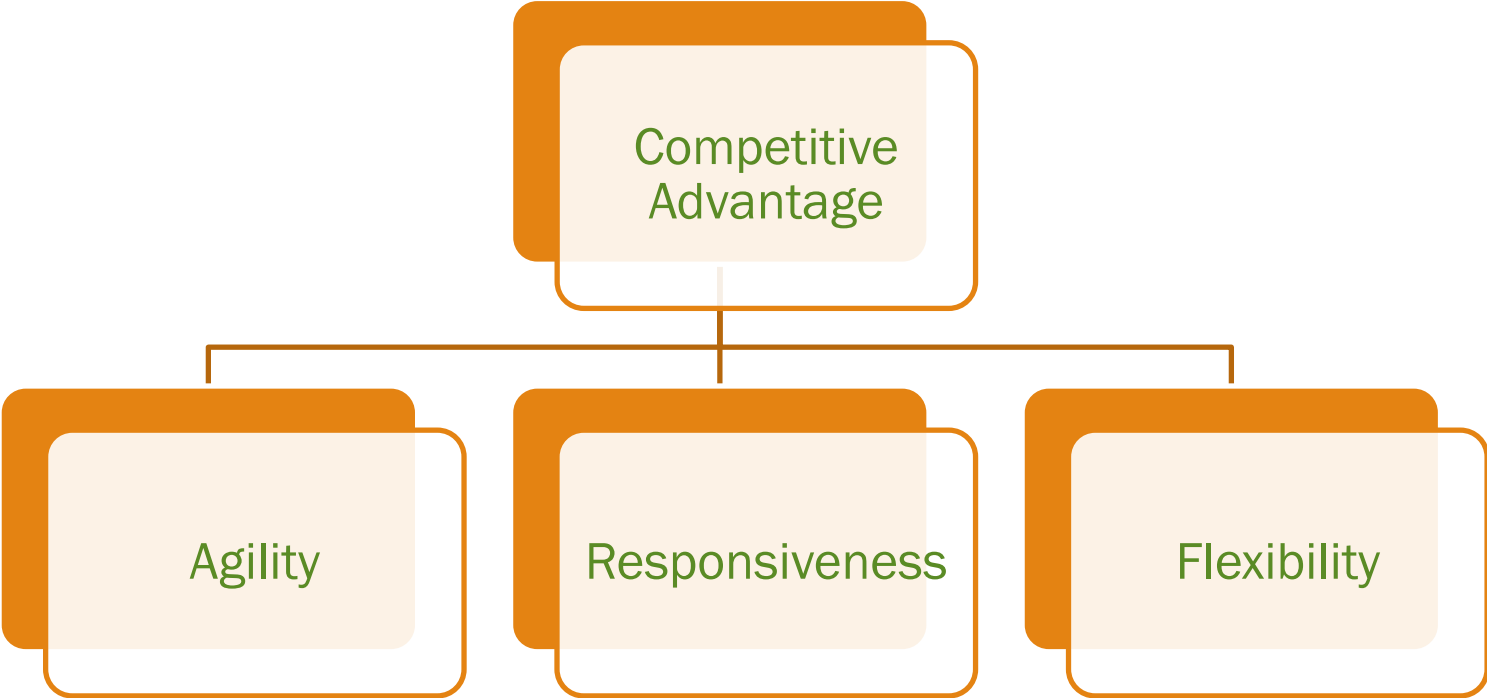 Competitive
Advantage
Agility
Responsiveness
Flexibility